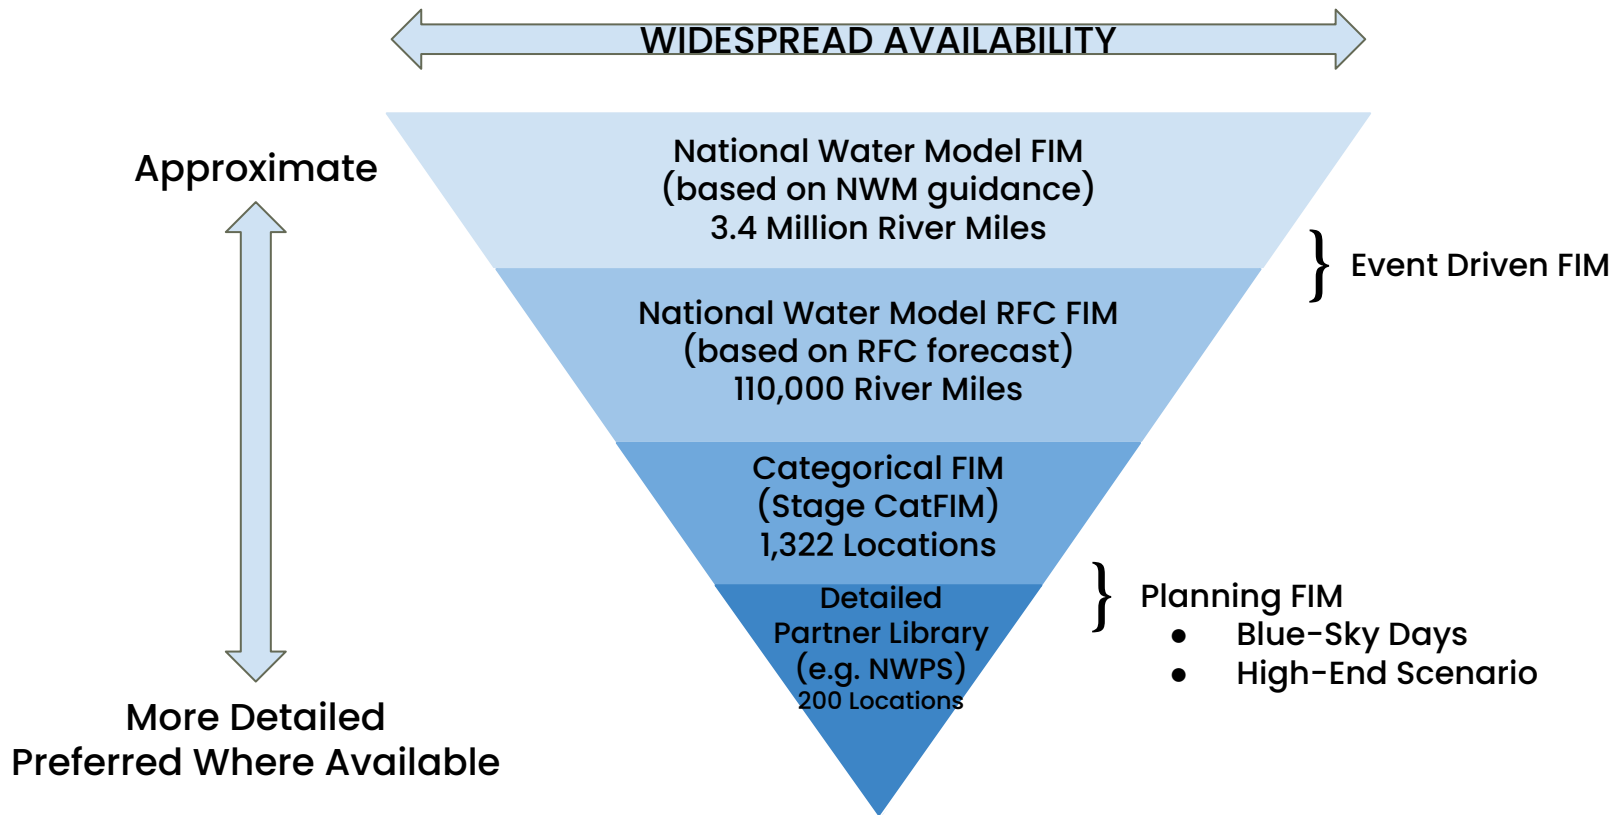 WIDESPREAD AVAILABILITY
Approximate
National Water Model FIM
(based on NWM guidance)
3.4 Million River Miles
} Event Driven FIM
National Water Model RFC FIM
(based on RFC forecast)
110,000 River Miles
Categorical FIM
(Stage CatFIM)
1,322 Locations
Detailed
Partner Library
(e.g. NWPS)
200 Locations
} Planning FIM
● Blue-Sky Days
● High-End Scenario
More Detailed
Preferred Where Available